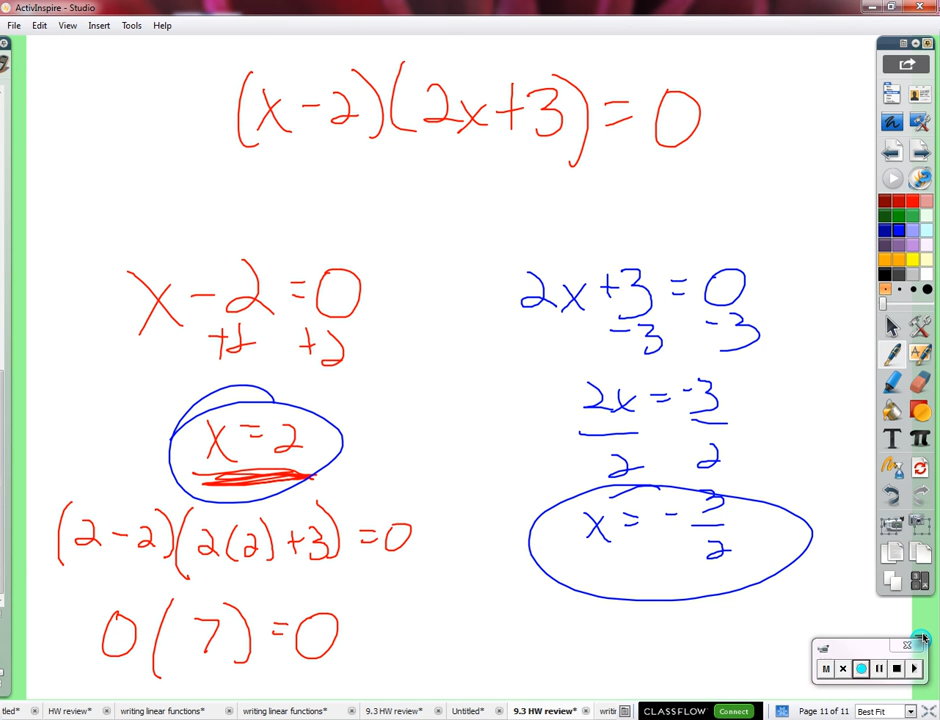 ActivInspire - Studio
File Edit View Insert Tools Help
(x-2)(2x+3)=0
x-2=0
+2 +2
x=2
(2-2)(2(2)+3)=0
0(7)=0
2x+3=0
-3 -3
2x=-3
2 2
x=-3/2
M
tled* HW review* writing linear functions* writing linear functions* 9.3 HW review* Untitled* 9.3 HW review* writi CLASSFLOW Connect Page 11 of 11 Best Fit